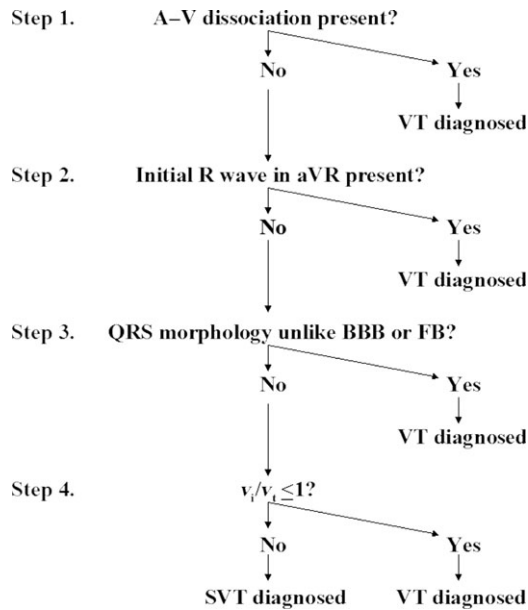 Step 1. A–V dissociation present?
No Yes
VT diagnosed
Step 2. Initial R wave in aVR present?
No Yes
VT diagnosed
Step 3. QRS morphology unlike BBB or FB?
No Yes
VT diagnosed
Step 4. vi/vt ≤1?
No Yes
SVT diagnosed VT diagnosed